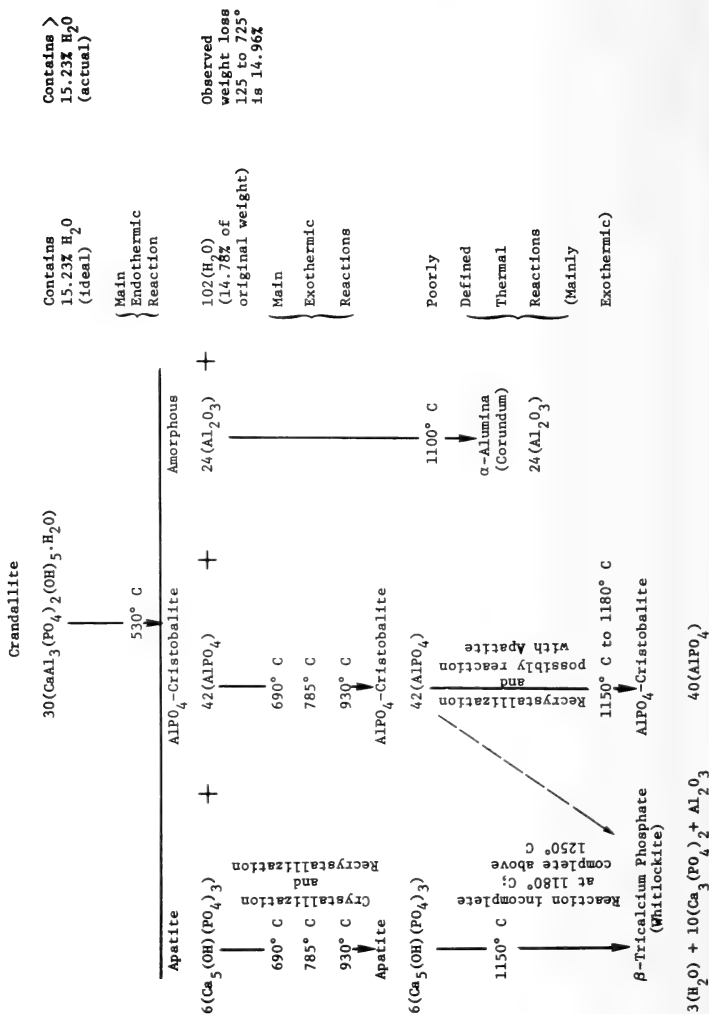 Crandallite
30(CaAl3(PO4)2(OH)5·H2O)
530° C
Contains
15.23% H2O
(ideal)
Contains >
15.23% H2O
(actual)
Main
Endothermic
Reaction
Apatite
6(Ca5(OH)(PO4)3)
+
AlPO4-Cristobalite
42(AlPO4)
+
Amorphous
24(Al2O3)
+
102(H2O)
(14.78% of
original weight)
Observed
weight loss
125 to 725°
is 14.96%
690° C
785° C
930° C
Crystallization
and
Recrystallization
690° C
785° C
930° C
Main
Exothermic
Reactions
Apatite
6(Ca5(OH)(PO4)3)
AlPO4-Cristobalite
42(AlPO4)
1150° C
Reaction incomplete
at 1180° C;
complete above
1250° C
Recrystallization
and
possibly reaction
with Apatite
1150° C to 1180° C
1100° C
α-Alumina
(Corundum)
24(Al2O3)
Poorly
Defined
Thermal
Reactions
(Mainly
Exothermic)
β-Tricalcium Phosphate
(Whitlockite)
3(H2O) + 10(Ca3(PO4)2 + Al2O3
AlPO4-Cristobalite
40(AlPO4)